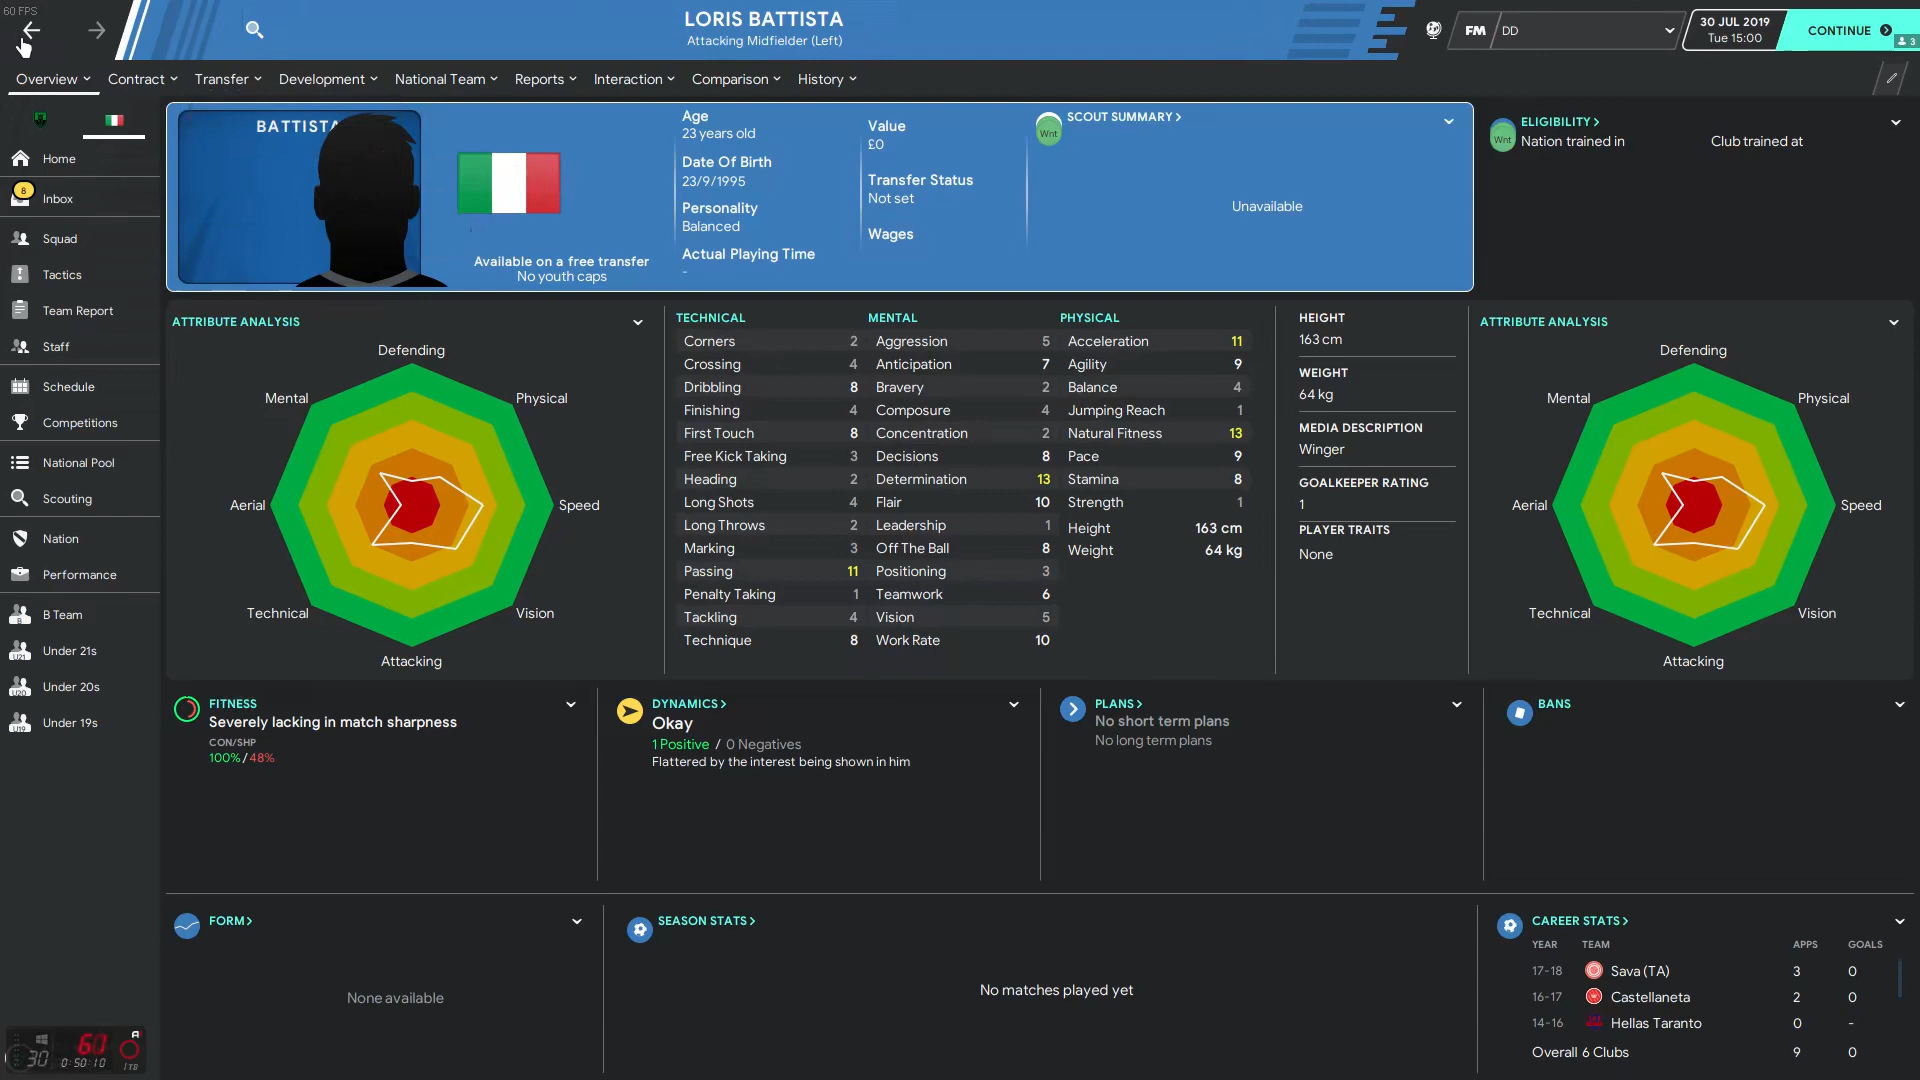 60 FPS
LORIS BATTISTA
Attacking Midfielder (Left)
FM DD
30 JUL 2019
Tue 15:00
CONTINUE
3
Overview Contract Transfer Development National Team Reports Interaction Comparison History
Home
8
Inbox
Squad
Tactics
Team Report
Staff
Schedule
Competitions
National Pool
Scouting
Nation
Performance
B
B Team
U21
Under 21s
U20
Under 20s
U19
Under 19s
BATTISTA
Available on a free transfer
No youth caps
Age
23 years old
Date Of Birth
23/9/1995
Personality
Balanced
Actual Playing Time
-
Value
£0
Transfer Status
Not set
Wages
Wnt
SCOUT SUMMARY
Unavailable
Wnt
ELIGIBILITY
Nation trained in Club trained at
ATTRIBUTE ANALYSIS
Defending
Mental Physical
Aerial Speed
Technical Vision
Attacking
TECHNICAL
Corners 2
Crossing 4
Dribbling 8
Finishing 4
First Touch 8
Free Kick Taking 3
Heading 2
Long Shots 4
Long Throws 2
Marking 3
Passing 11
Penalty Taking 1
Tackling 4
Technique 8
MENTAL
Aggression 5
Anticipation 7
Bravery 2
Composure 4
Concentration 2
Decisions 8
Determination 13
Flair 10
Leadership 1
Off The Ball 8
Positioning 3
Teamwork 6
Vision 5
Work Rate 10
PHYSICAL
Acceleration 11
Agility 9
Balance 4
Jumping Reach 1
Natural Fitness 13
Pace 9
Stamina 8
Strength 1
Height 163 cm
Weight 64 kg
HEIGHT
163 cm
WEIGHT
64 kg
MEDIA DESCRIPTION
Winger
GOALKEEPER RATING
1
PLAYER TRAITS
None
ATTRIBUTE ANALYSIS
Defending
Mental Physical
Aerial Speed
Technical Vision
Attacking
FITNESS
Severely lacking in match sharpness
CON/SHP
100%/48%
DYNAMICS
Okay
1 Positive / 0 Negatives
Flattered by the interest being shown in him
PLANS
No short term plans
No long term plans
BANS
FORM
None available
SEASON STATS
No matches played yet
CAREER STATS
YEAR TEAM APPS GOALS
17-18 Sava (TA) 3 0
16-17 Castellaneta 2 0
14-16 Hellas Taranto 0 -
Overall 6 Clubs 9 0
30
60
0:50:10
A
1TB